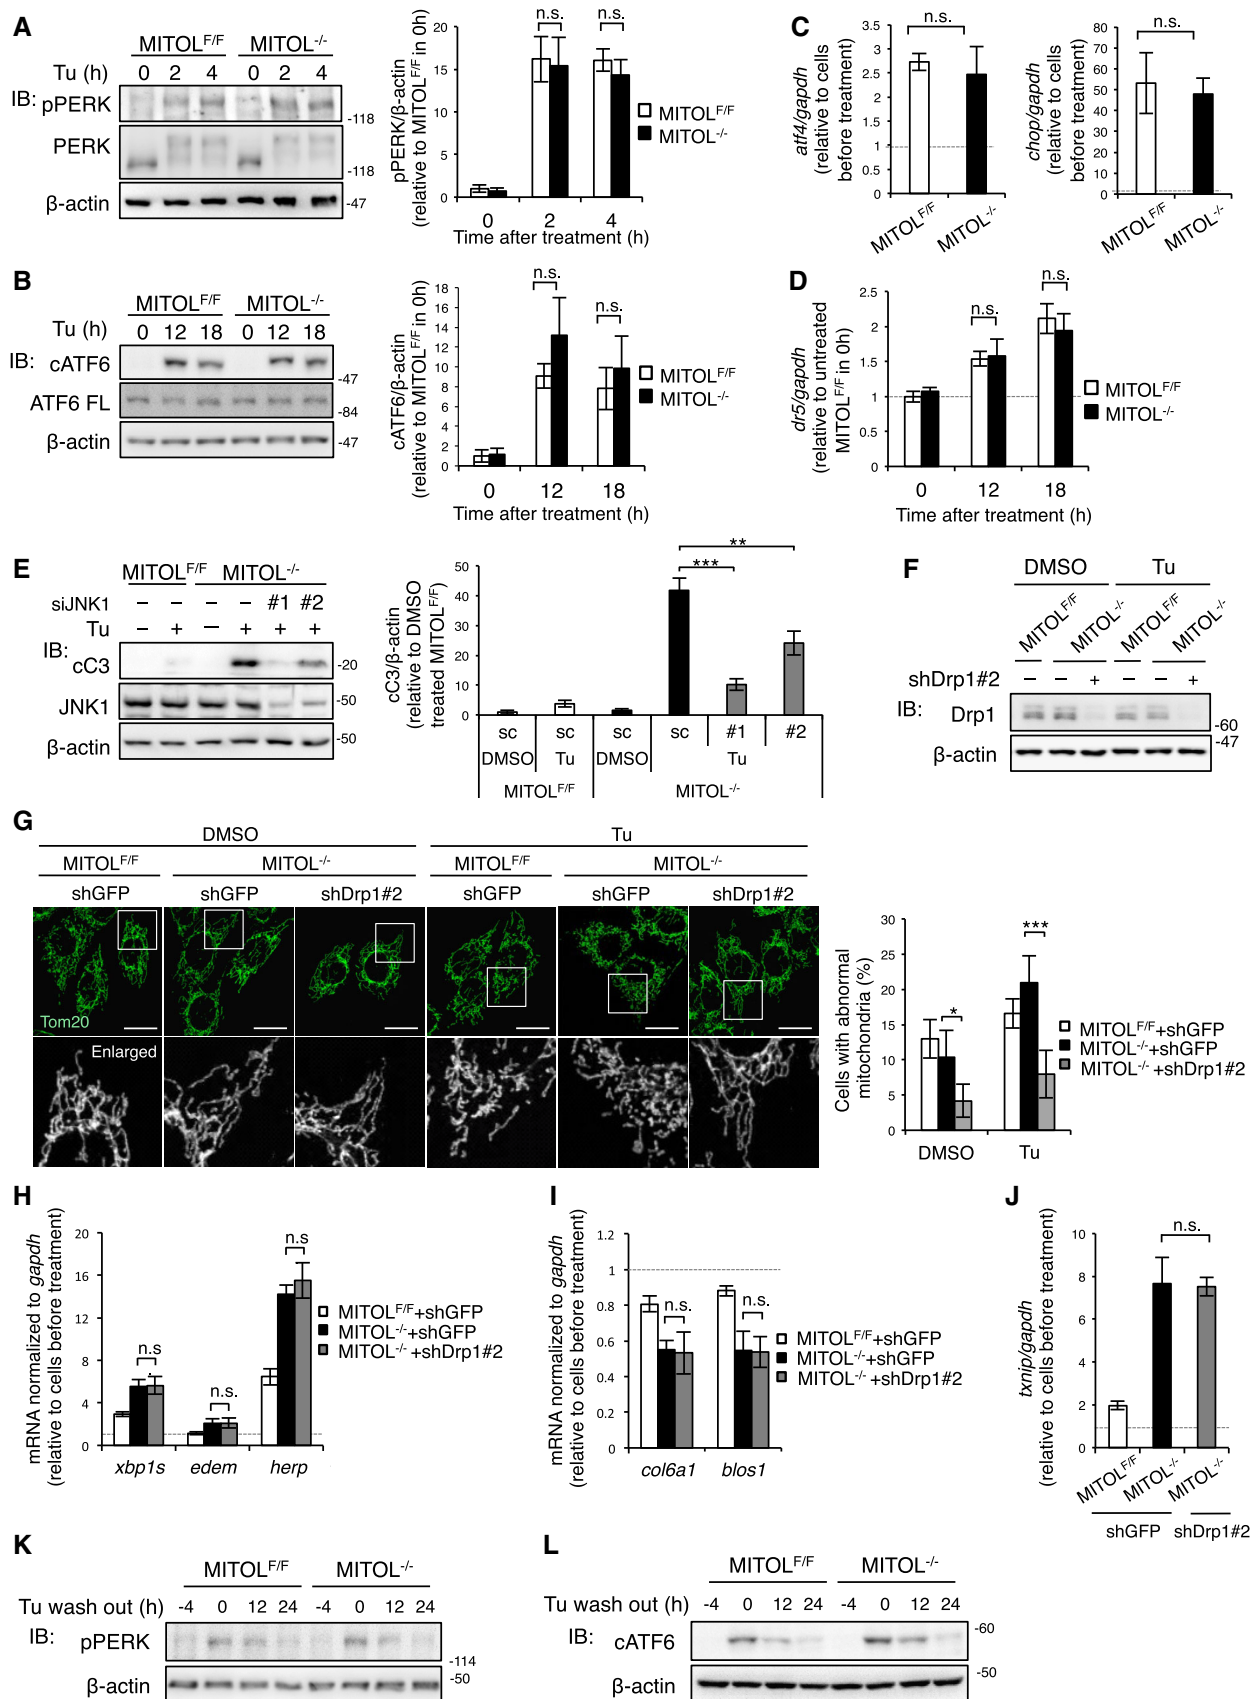 A
MITOLF/F MITOL-/-
Tu (h) 0 2 4 0 2 4
IB: pPERK
-118
PERK
-118
β-actin -47
pPERK/β-actin
(relative to MITOLF/F in 0h)
20
15
10
5
0
n.s. n.s.
MITOLF/F
MITOL-/-
0 2 4
Time after treatment (h)
C
atf4/gapdh
(relative to cells
before treatment)
3.5
3
2.5
2
1.5
1
0.5
0
n.s.
MITOLF/F MITOL-/-
chop/gapdh
(relative to cells
before treatment)
80
70
60
50
40
30
20
10
0
n.s.
MITOLF/F MITOL-/-
B
MITOLF/F MITOL-/-
Tu (h) 0 12 18 0 12 18
IB: cATF6
-47
ATF6 FL
-84
β-actin -47
cATF6/β-actin
(relative to MITOLF/F in 0h)
18
16
14
12
10
8
6
4
2
0
n.s. n.s.
MITOLF/F
MITOL-/-
0 12 18
Time after treatment (h)
D
dr5/gapdh
(relative to untreated
MITOLF/F in 0h)
2.5
2
1.5
1
0.5
0
n.s. n.s.
MITOLF/F
MITOL-/-
0 12 18
Time after treatment (h)
E
MITOLF/F MITOL-/-
siJNK1 – – – – #1 #2
Tu – + – + + +
IB: cC3 -20
JNK1 -50
β-actin -50
cC3/β-actin
(relative to DMSO
treated MITOLF/F)
50
40
30
20
10
0
** ***
sc sc sc sc #1 #2
DMSO Tu DMSO Tu
MITOLF/F MITOL-/-
F
DMSO Tu
MITOLF/F MITOL-/- MITOLF/F MITOL-/-
shDrp1#2 – – + – – +
IB: Drp1 -60
-47
β-actin
G
DMSO Tu
MITOLF/F MITOL-/- MITOLF/F MITOL-/-
shGFP shGFP shDrp1#2 shGFP shGFP shDrp1#2
Tom20
Enlarged
Cells with abnormal
mitochondria (%)
30
25
20
15
10
5
0
* ***
MITOLF/F+shGFP
MITOL-/-+shGFP
MITOL-/- +shDrp1#2
DMSO Tu
H
mRNA normalized to gapdh
(relative to cells before treatment)
20
16
12
8
4
0
n.s n.s. n.s
MITOLF/F+shGFP
MITOL-/-+shGFP
MITOL-/- +shDrp1#2
xbp1s edem herp
I
mRNA normalized to gapdh
(relative to cells before treatment)
1.2
1
0.8
0.6
0.4
0.2
0
n.s. n.s.
MITOLF/F+shGFP
MITOL-/-+shGFP
MITOL-/- +shDrp1#2
col6a1 blos1
J
txnip/gapdh
(relative to cells before treatment)
10
8
6
4
2
0
n.s.
MITOLF/F MITOL-/- MITOL-/-
shGFP shDrp1#2
K
MITOLF/F MITOL-/-
Tu wash out (h) -4 0 12 24 -4 0 12 24
IB: pPERK
-114
β-actin -50
L
MITOLF/F MITOL-/-
Tu wash out (h) -4 0 12 24 -4 0 12 24
IB: cATF6 -60
-50
β-actin